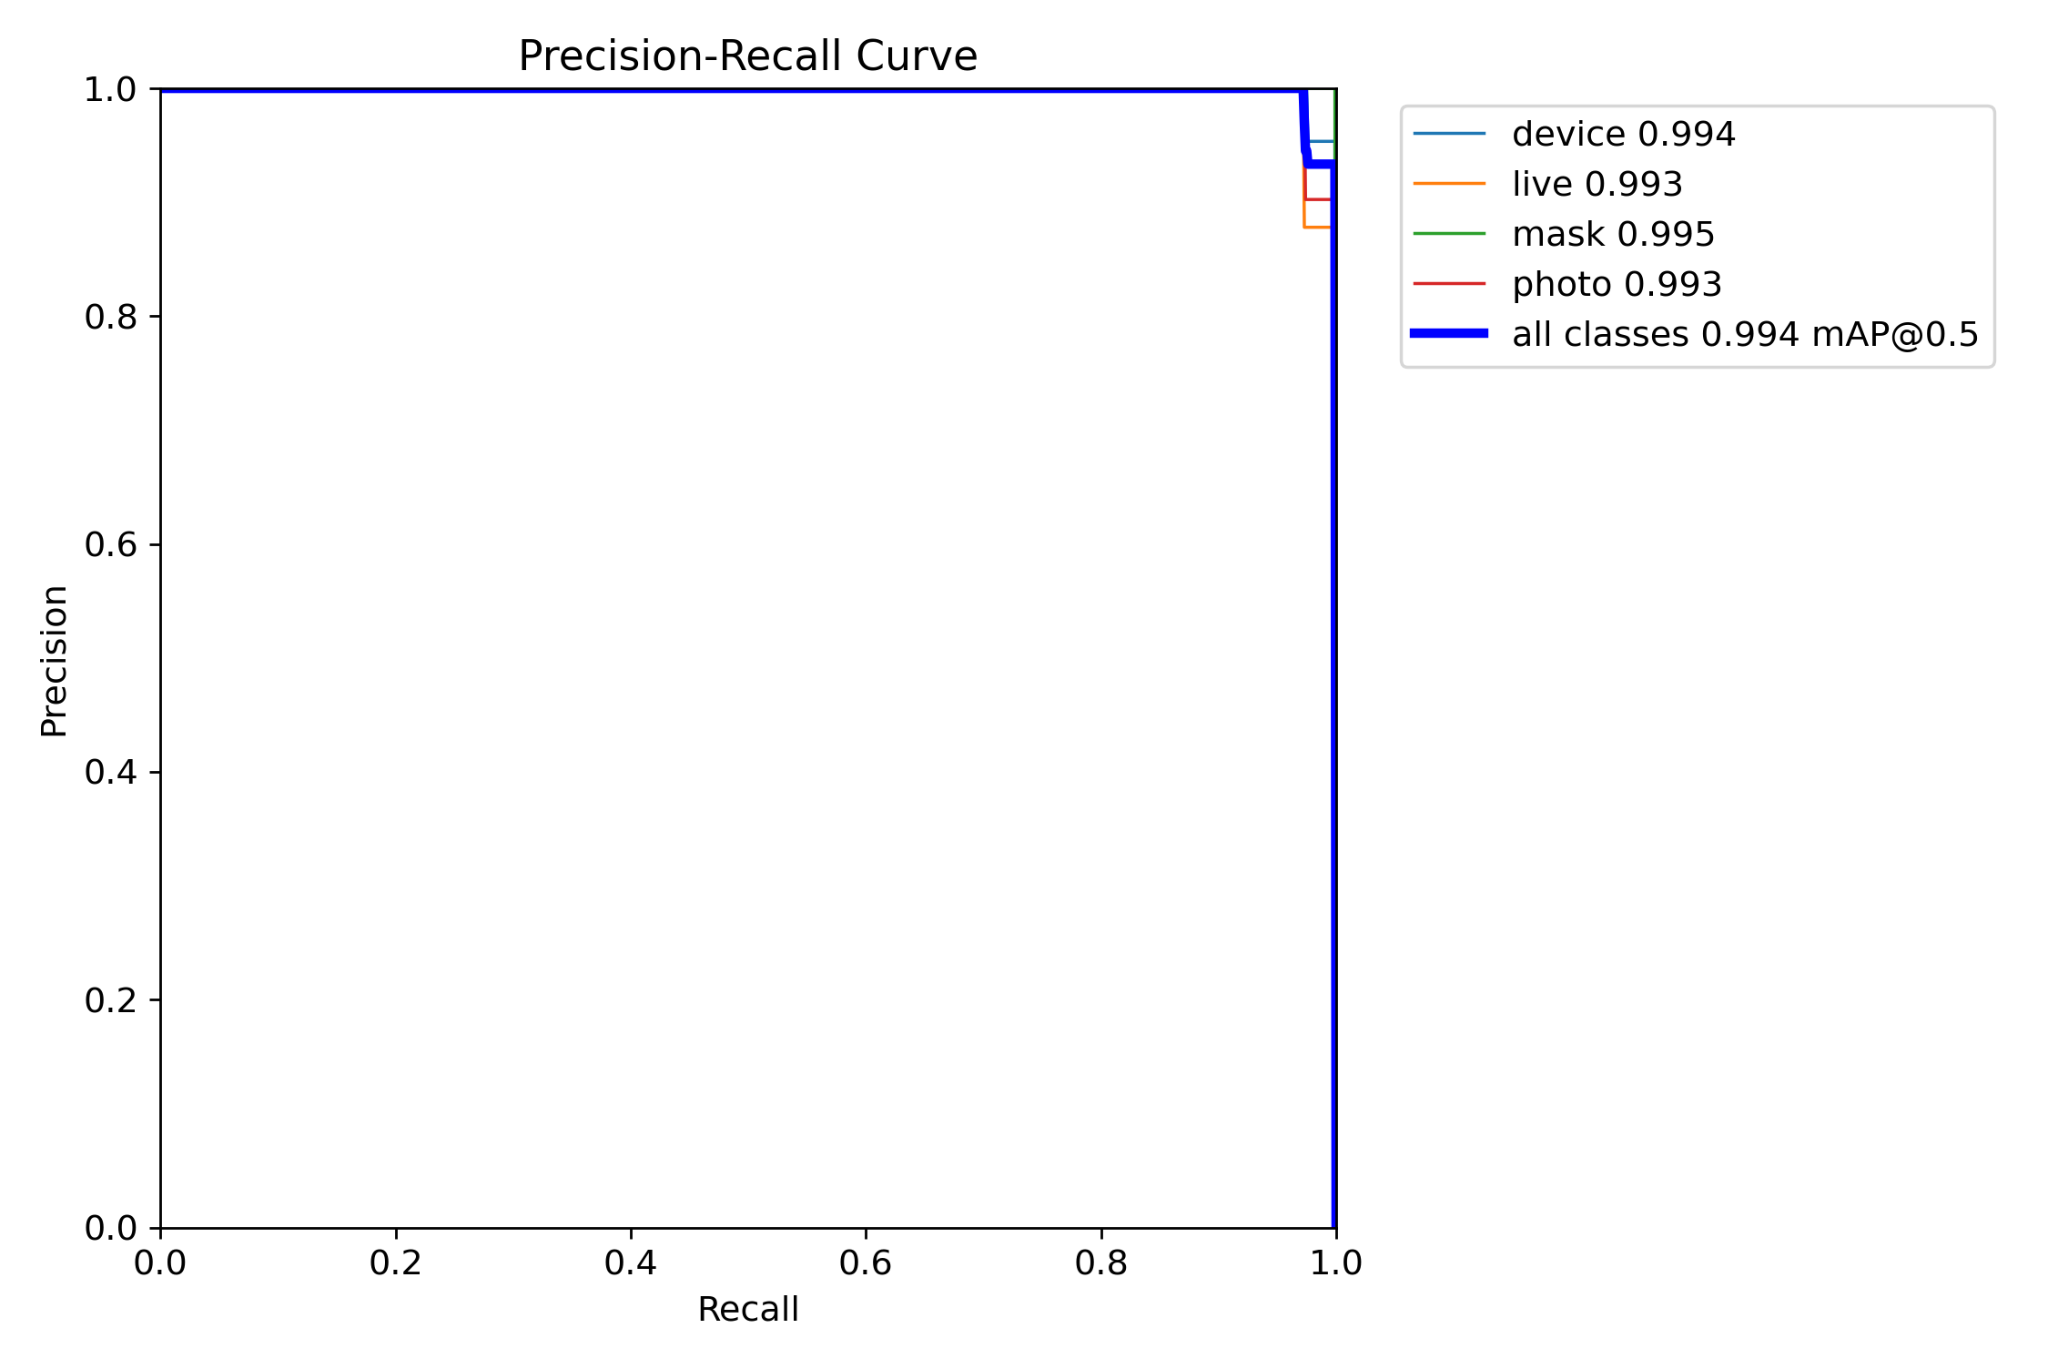 Precision-Recall Curve
1.0
0.8
0.6
0.4
0.2
0.0
Precision
0.0 0.2 0.4 0.6 0.8 1.0
Recall
device 0.994
live 0.993
mask 0.995
photo 0.993
all classes 0.994 mAP@0.5